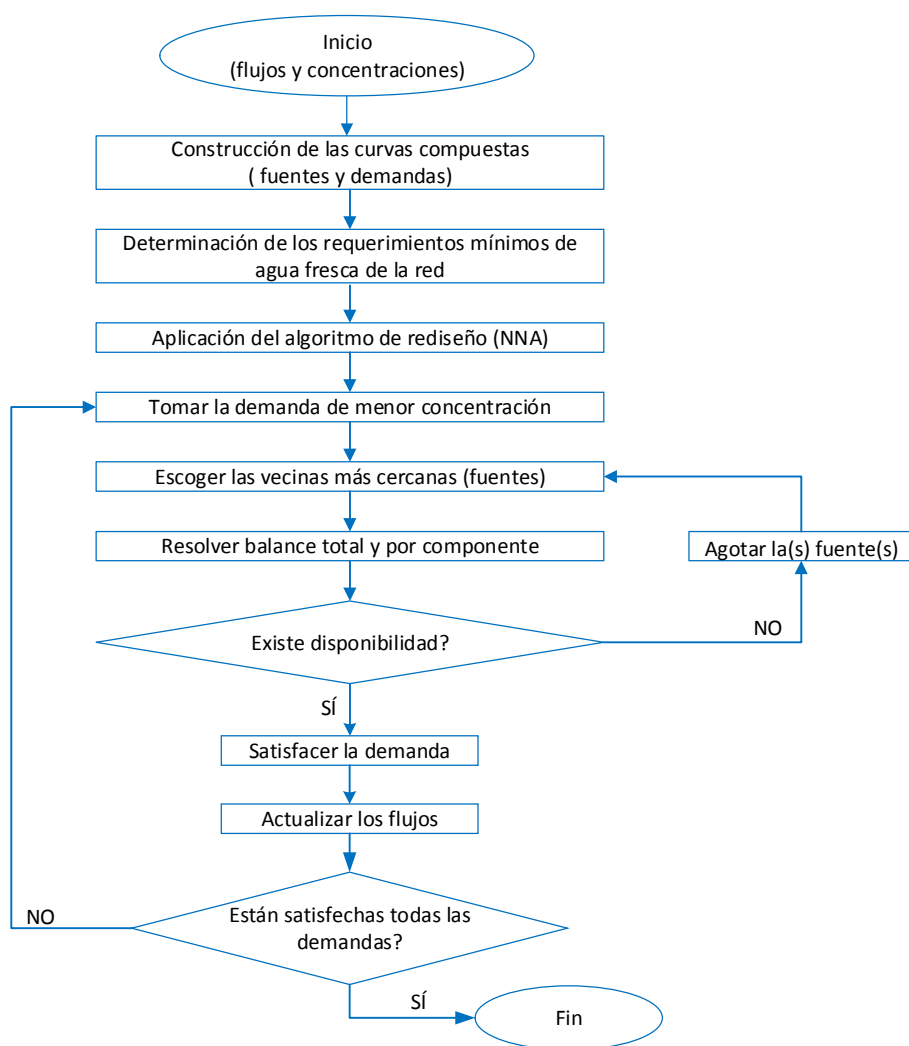 Inicio
(flujos y concentraciones)
Construcción de las curvas compuestas
( fuentes y demandas)
Determinación de los requerimientos mínimos de
agua fresca de la red
Aplicación del algoritmo de rediseño (NNA)
Tomar la demanda de menor concentración
Escoger las vecinas más cercanas (fuentes)
Resolver balance total y por componente
Agotar la(s) fuente(s)
Existe disponibilidad?
NO
SÍ
Satisfacer la demanda
Actualizar los flujos
Están satisfechas todas las
demandas?
NO
SÍ
Fin